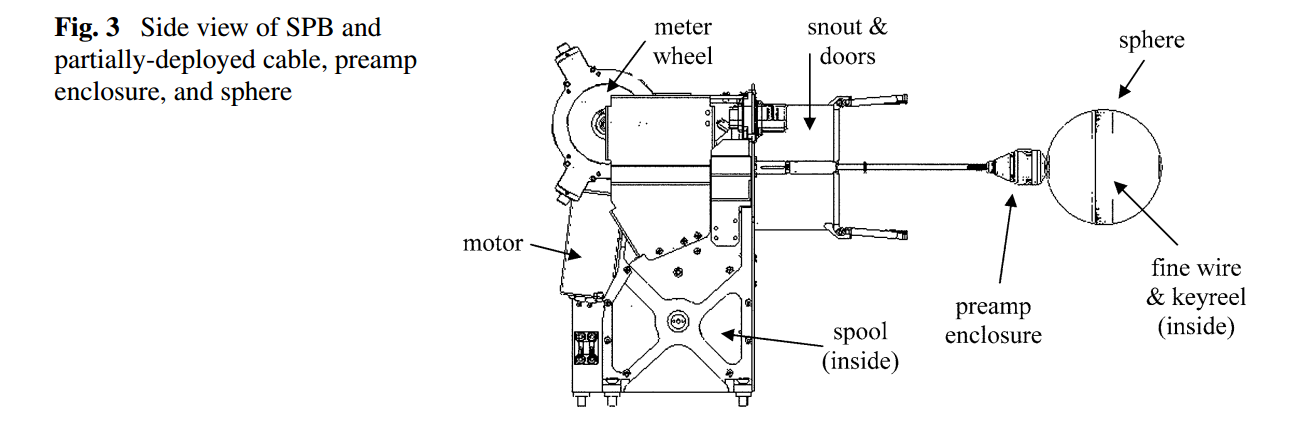 Fig. 3 Side view of SPB and
partially-deployed cable, preamp
enclosure, and sphere
meter
wheel
snout &
doors
sphere
motor
fine wire
& keyreel
(inside)
preamp
enclosure
spool
(inside)